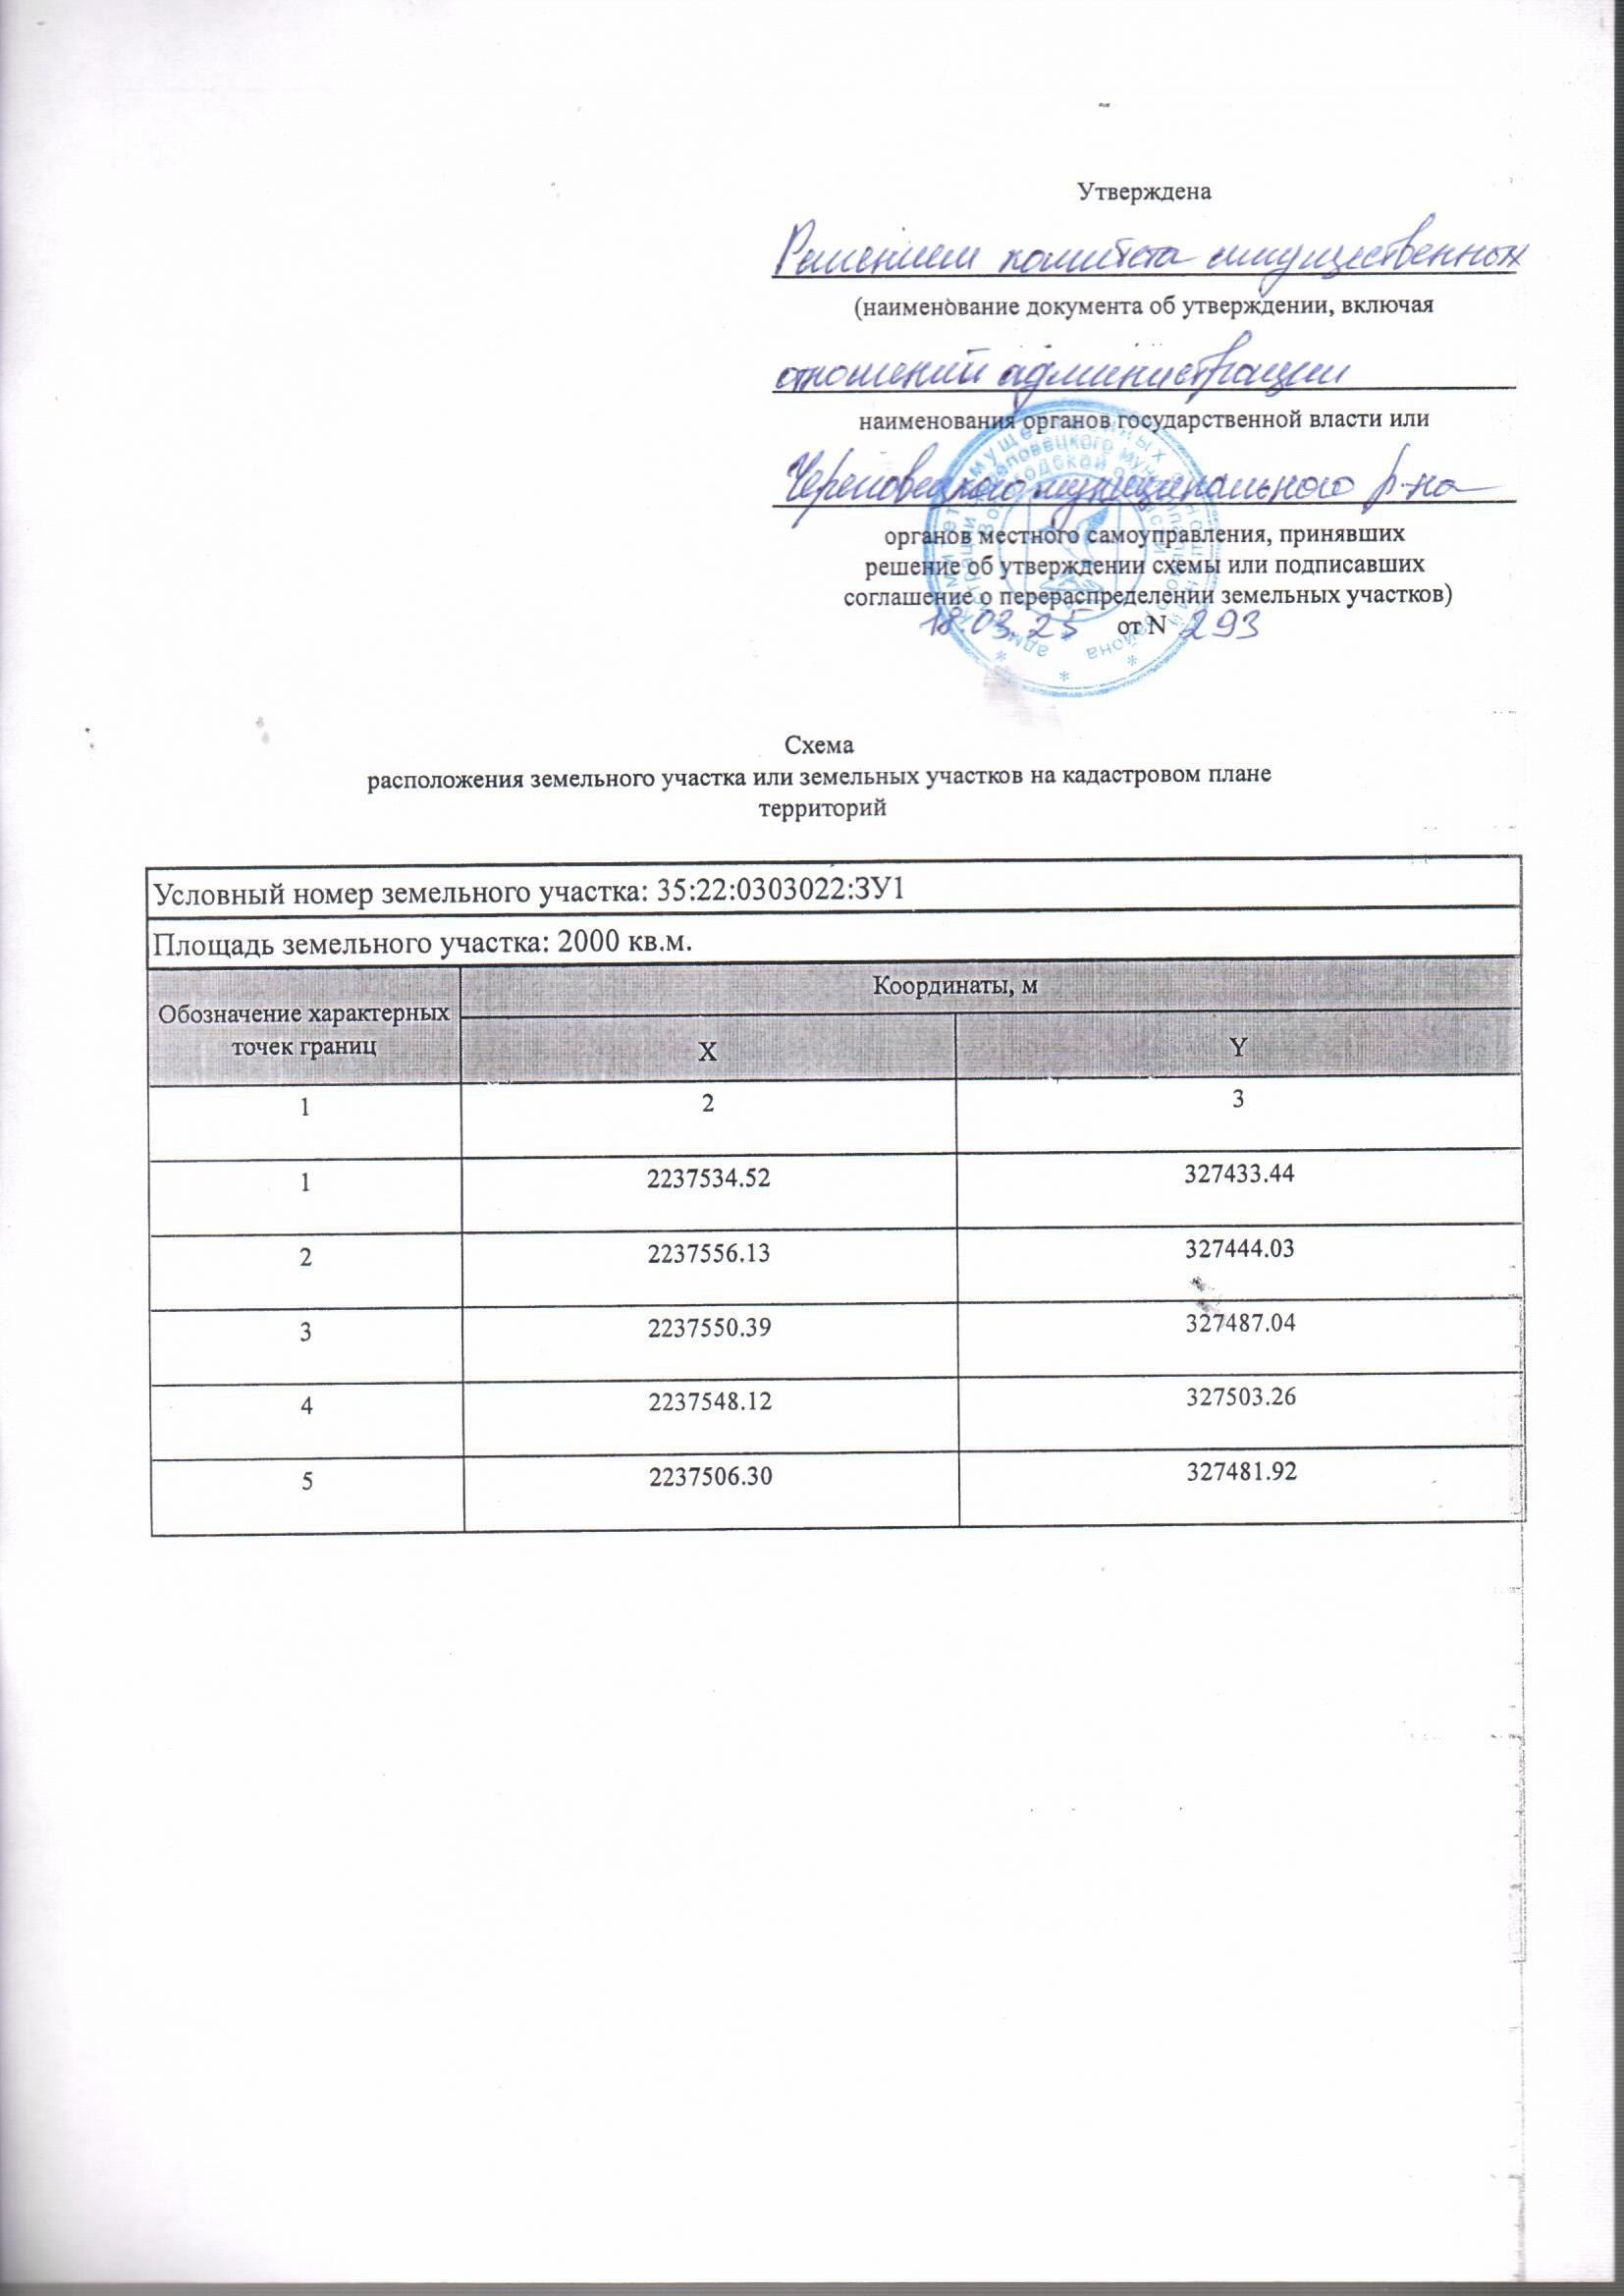 Утверждена
Решением комитета имущественных
(наименование документа об утверждении, включая
отношений администрации
наименования органов государственной власти или
Череповецкого муниципального р-на
органов местного самоуправления, принявших
решение об утверждении схемы или подписавших
соглашение о перераспределении земельных участков)
18.03.25 от N 293
Схема
расположения земельного участка или земельных участков на кадастровом плане
территорий
Условный номер земельного участка: 35:22:0303022:ЗУ1
Площадь земельного участка: 2000 кв.м.
Обозначение характерных
точек границ
Координаты, м
X Y
1 2 3
1 2237534.52 327433.44
2 2237556.13 327444.03
3 2237550.39 327487.04
4 2237548.12 327503.26
5 2237506.30 327481.92